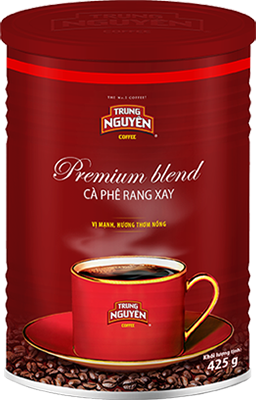 THE NO.1 COFFEE!
TRUNG
NGUYÊN
COFFEE
Premium blend
CÀ PHÊ RANG XAY
VỊ MẠNH, HƯƠNG THƠM NỒNG
TRUNG
NGUYÊN
COFFEE
Khối lượng tịnh:
425 g